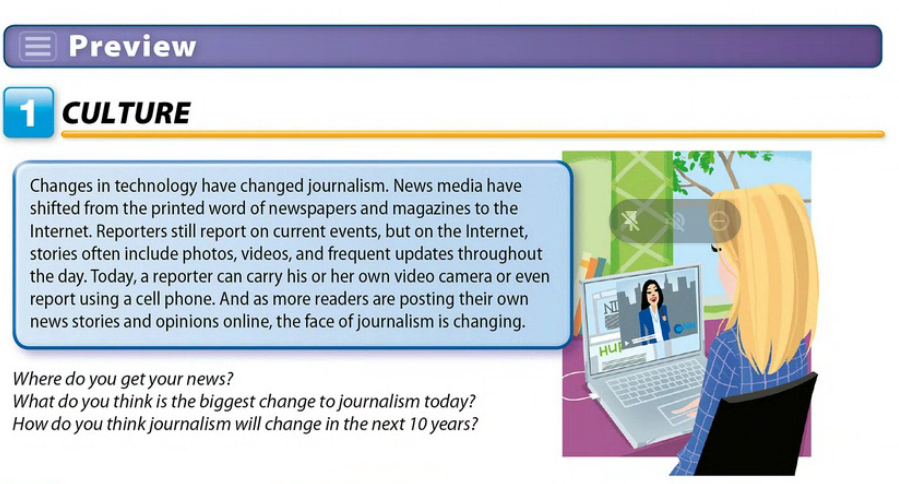 Preview
1 CULTURE
Changes in technology have changed journalism. News media have
shifted from the printed word of newspapers and magazines to the
Internet. Reporters still report on current events, but on the Internet,
stories often include photos, videos, and frequent updates throughout
the day. Today, a reporter can carry his or her own video camera or even
report using a cell phone. And as more readers are posting their own
news stories and opinions online, the face of journalism is changing.
Where do you get your news?
What do you think is the biggest change to journalism today?
How do you think journalism will change in the next 10 years?